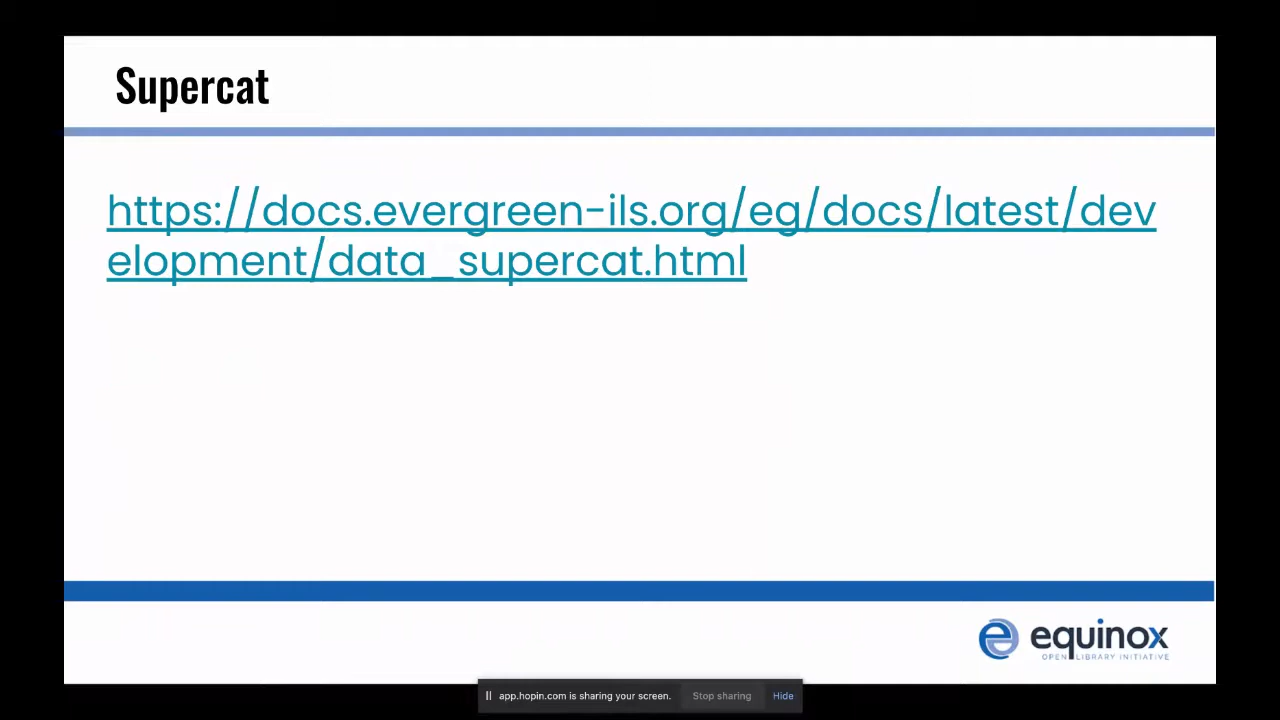 Supercat
https://docs.evergreen-ils.org/eg/docs/latest/dev
elopment/data_supercat.html
equinox
OPEN LIBRARY INITIATIVE
app.hopin.com is sharing your screen. Stop sharing Hide